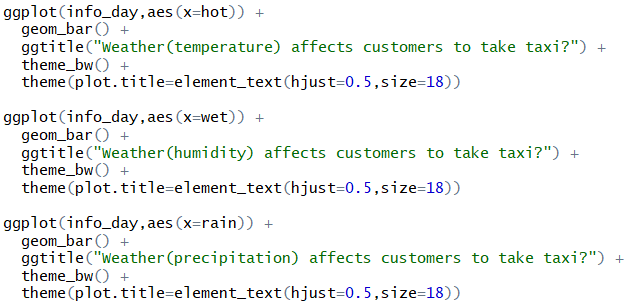 ggplot(info_day,aes(x=hot)) +
  geom_bar() +
  ggtitle("Weather(temperature) affects customers to take taxi?") +
  theme_bw() +
  theme(plot.title=element_text(hjust=0.5,size=18))

ggplot(info_day,aes(x=wet)) +
  geom_bar() +
  ggtitle("Weather(humidity) affects customers to take taxi?") +
  theme_bw() +
  theme(plot.title=element_text(hjust=0.5,size=18))

ggplot(info_day,aes(x=rain)) +
  geom_bar() +
  ggtitle("Weather(precipitation) affects customers to take taxi?") +
  theme_bw() +
  theme(plot.title=element_text(hjust=0.5,size=18))